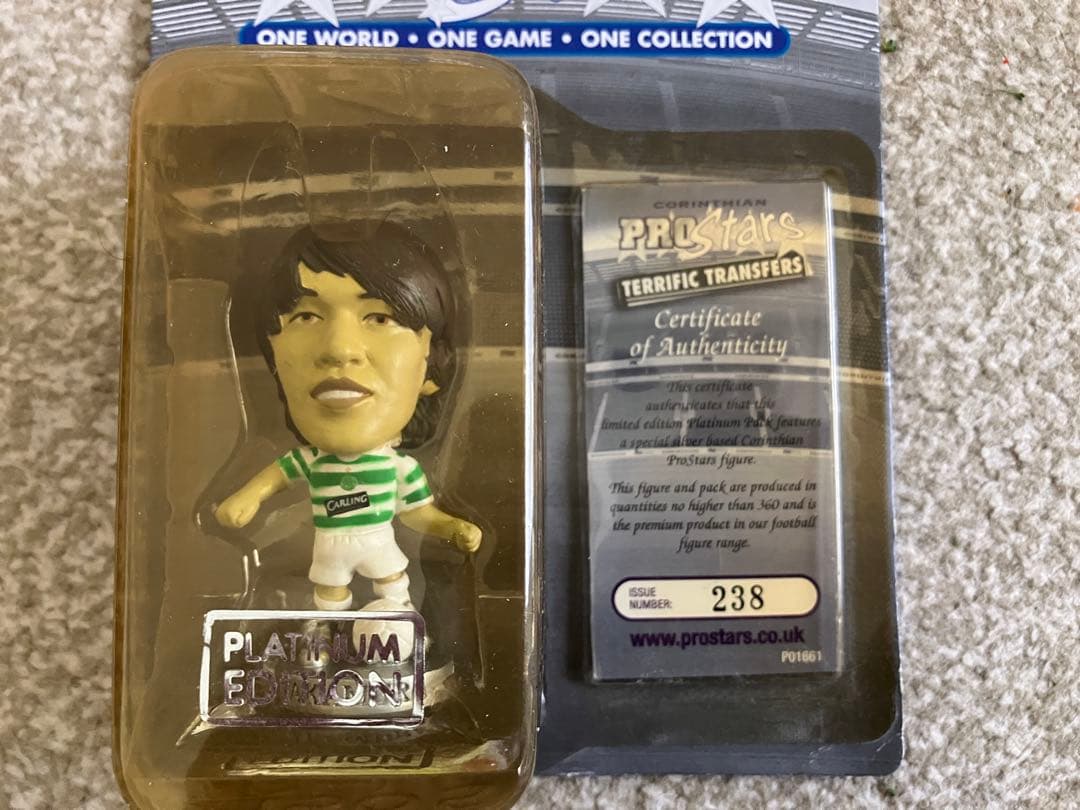 ONE WORLD • ONE GAME • ONE COLLECTION
CARLING
PLATINUM
EDITION
EDITION
CORINTHIAN
PROStars
TERRIFIC TRANSFERS
Certificate
of Authenticity
This certificate
authenticates that this
limited edition Platinum Pack features
a special silver based Corinthian
ProStars figure.
This figure and pack are produced in
quantities no higher than 360 and is
the premium product in our football
figure range.
ISSUE
NUMBER: 238
www.prostars.co.uk
P01661